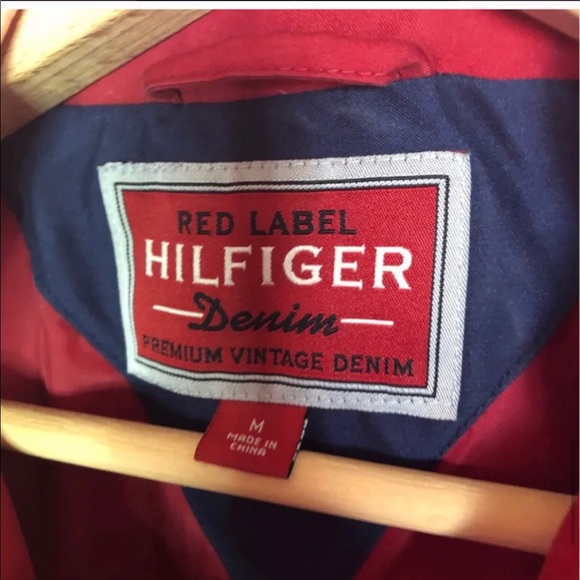 RED LABEL
HILFIGER
Denim
PREMIUM VINTAGE DENIM
M
MADE IN
CHINA